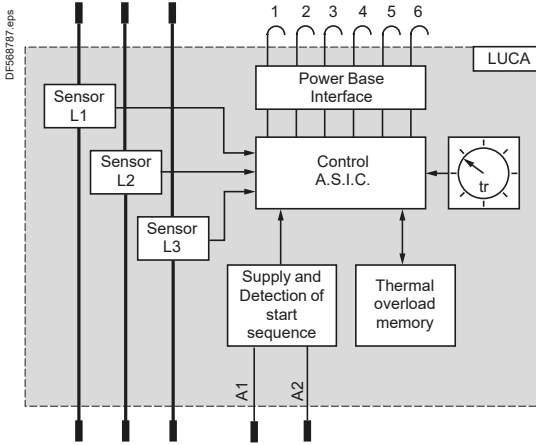 DF568787.eps
1 2 3 4 5 6
LUCA
Power Base
Interface
Sensor
L1
Sensor
L2
Sensor
L3
Control
A.S.I.C.
tr
Supply and
Detection of
start
sequence
Thermal
overload
memory
A1
A2